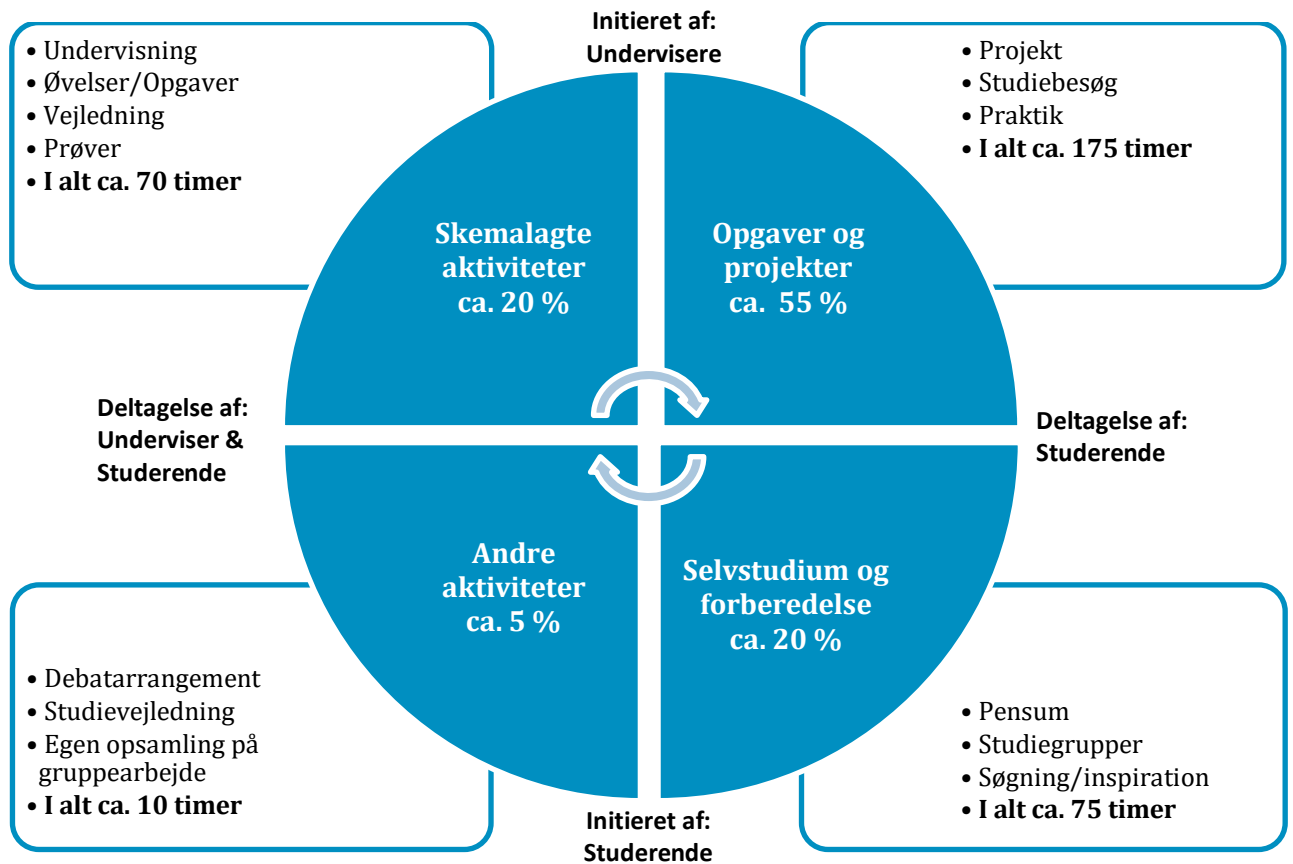 Initieret af:
Undervisere
• Undervisning
• Øvelser/Opgaver
• Vejledning
• Prøver
• I alt ca. 70 timer
• Projekt
• Studiebesøg
• Praktik
• I alt ca. 175 timer
Skemalagte
aktiviteter
ca. 20 %
Opgaver og
projekter
ca. 55 %
Deltagelse af:
Underviser &
Studerende
Deltagelse af:
Studerende
Andre
aktiviteter
ca. 5 %
Selvstudium og
forberedelse
ca. 20 %
• Debatarrangement
• Studievejledning
• Egen opsamling på
gruppearbejde
• I alt ca. 10 timer
• Pensum
• Studiegrupper
• Søgning/inspiration
• I alt ca. 75 timer
Initieret af:
Studerende